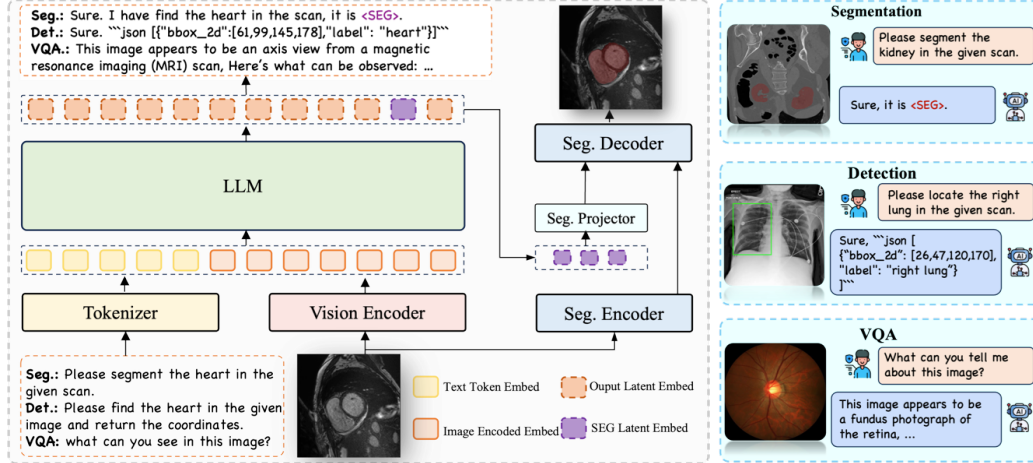 Seg.: Sure. I have find the heart in the scan, it is <SEG>.
Det.: Sure. ```json [{"bbox_2d":[61,99,145,178],"label": "heart"}]```
VQA.: This image appears to be an axis view from a magnetic
resonance imaging (MRI) scan, Here's what can be observed: ...
LLM
Tokenizer
Vision Encoder
Seg.: Please segment the heart in the
given scan.
Det.: Please find the heart in the given
image and return the coordinates.
VQA: what can you see in this image?
Seg. Decoder
Seg. Projector
Seg. Encoder
Text Token Embed
Ouput Latent Embed
Image Encoded Embed
SEG Latent Embed
Segmentation
Please segment the
kidney in the given scan.
Sure, it is <SEG>.
AI
Detection
Please locate the right
lung in the given scan.
Sure, ```json [
{"bbox_2d": [26,47,120,170],
"label": "right lung"}
]```
AI
VQA
What can you tell me
about this image?
This image appears to be
a fundus photograph of
the retina, ...
AI